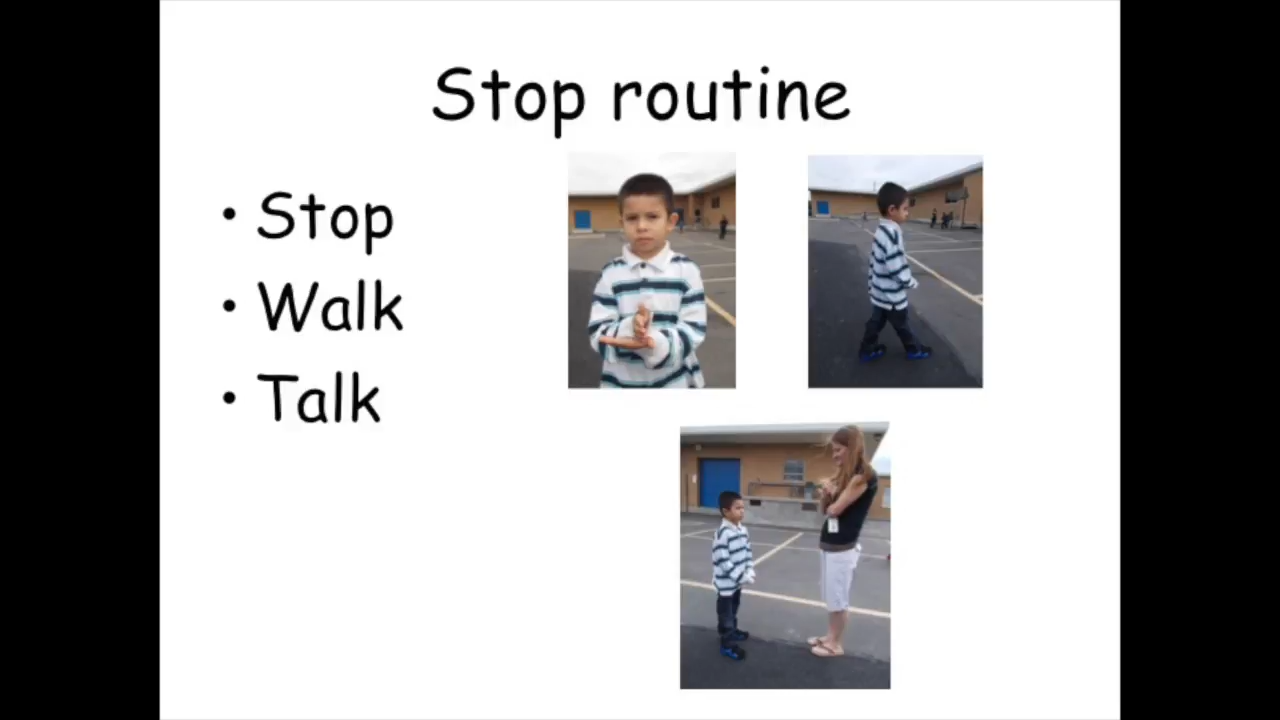 Stop routine
• Stop
• Walk
• Talk